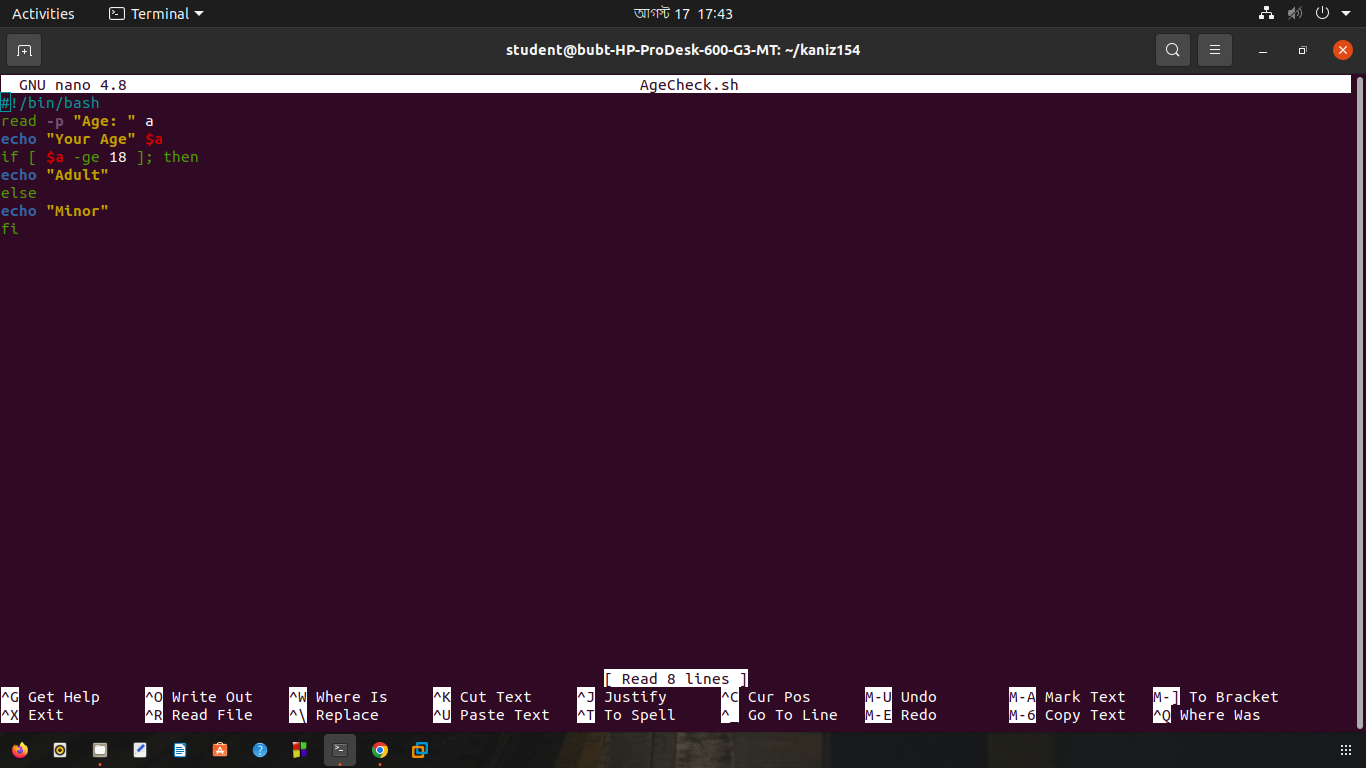 Activities Terminal আগস্ট 17 17:43
student@bubt-HP-ProDesk-600-G3-MT: ~/kaniz154
GNU nano 4.8 AgeCheck.sh
#!/bin/bash
read -p "Age: " a
echo "Your Age" $a
if [ $a -ge 18 ]; then
echo "Adult"
else
echo "Minor"
fi
[ Read 8 lines ]
^G Get Help ^O Write Out ^W Where Is ^K Cut Text ^J Justify ^C Cur Pos M-U Undo M-A Mark Text M-] To Bracket
^X Exit ^R Read File ^\ Replace ^U Paste Text ^T To Spell ^_ Go To Line M-E Redo M-6 Copy Text ^Q Where Was